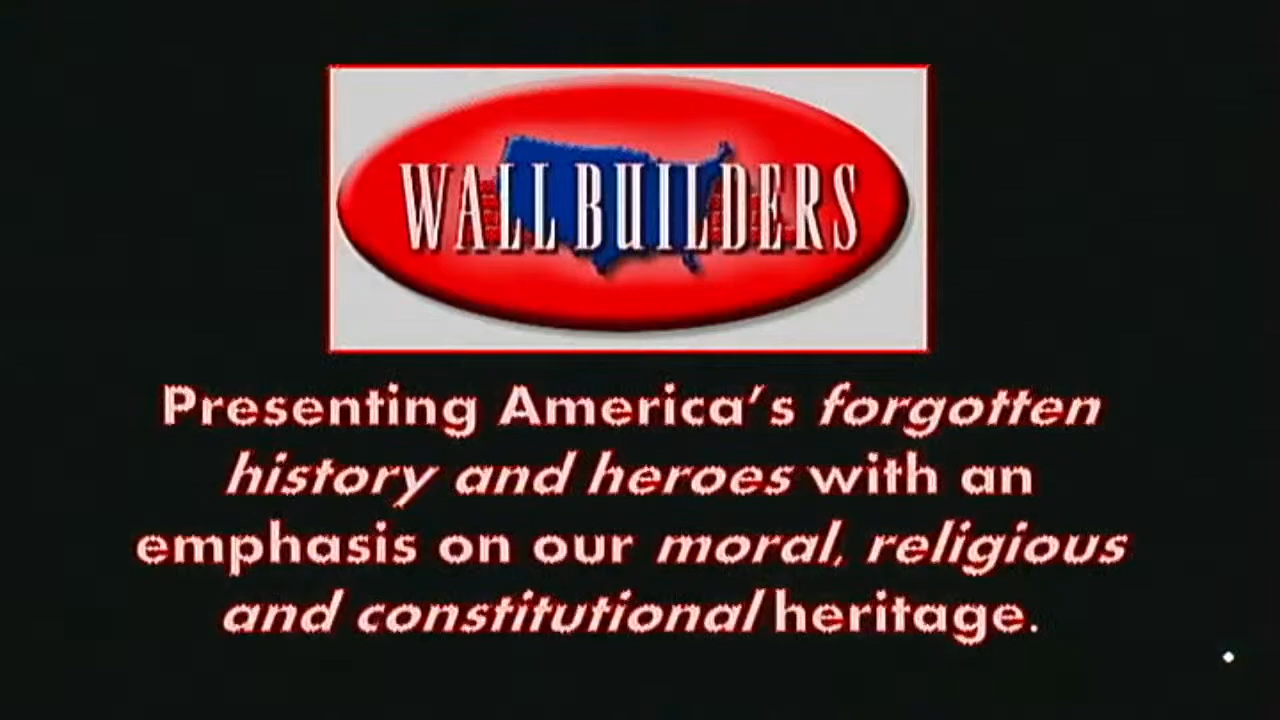 WALLBUILDERS
Presenting America's forgotten
history and heroes with an
emphasis on our moral, religious
and constitutional heritage.